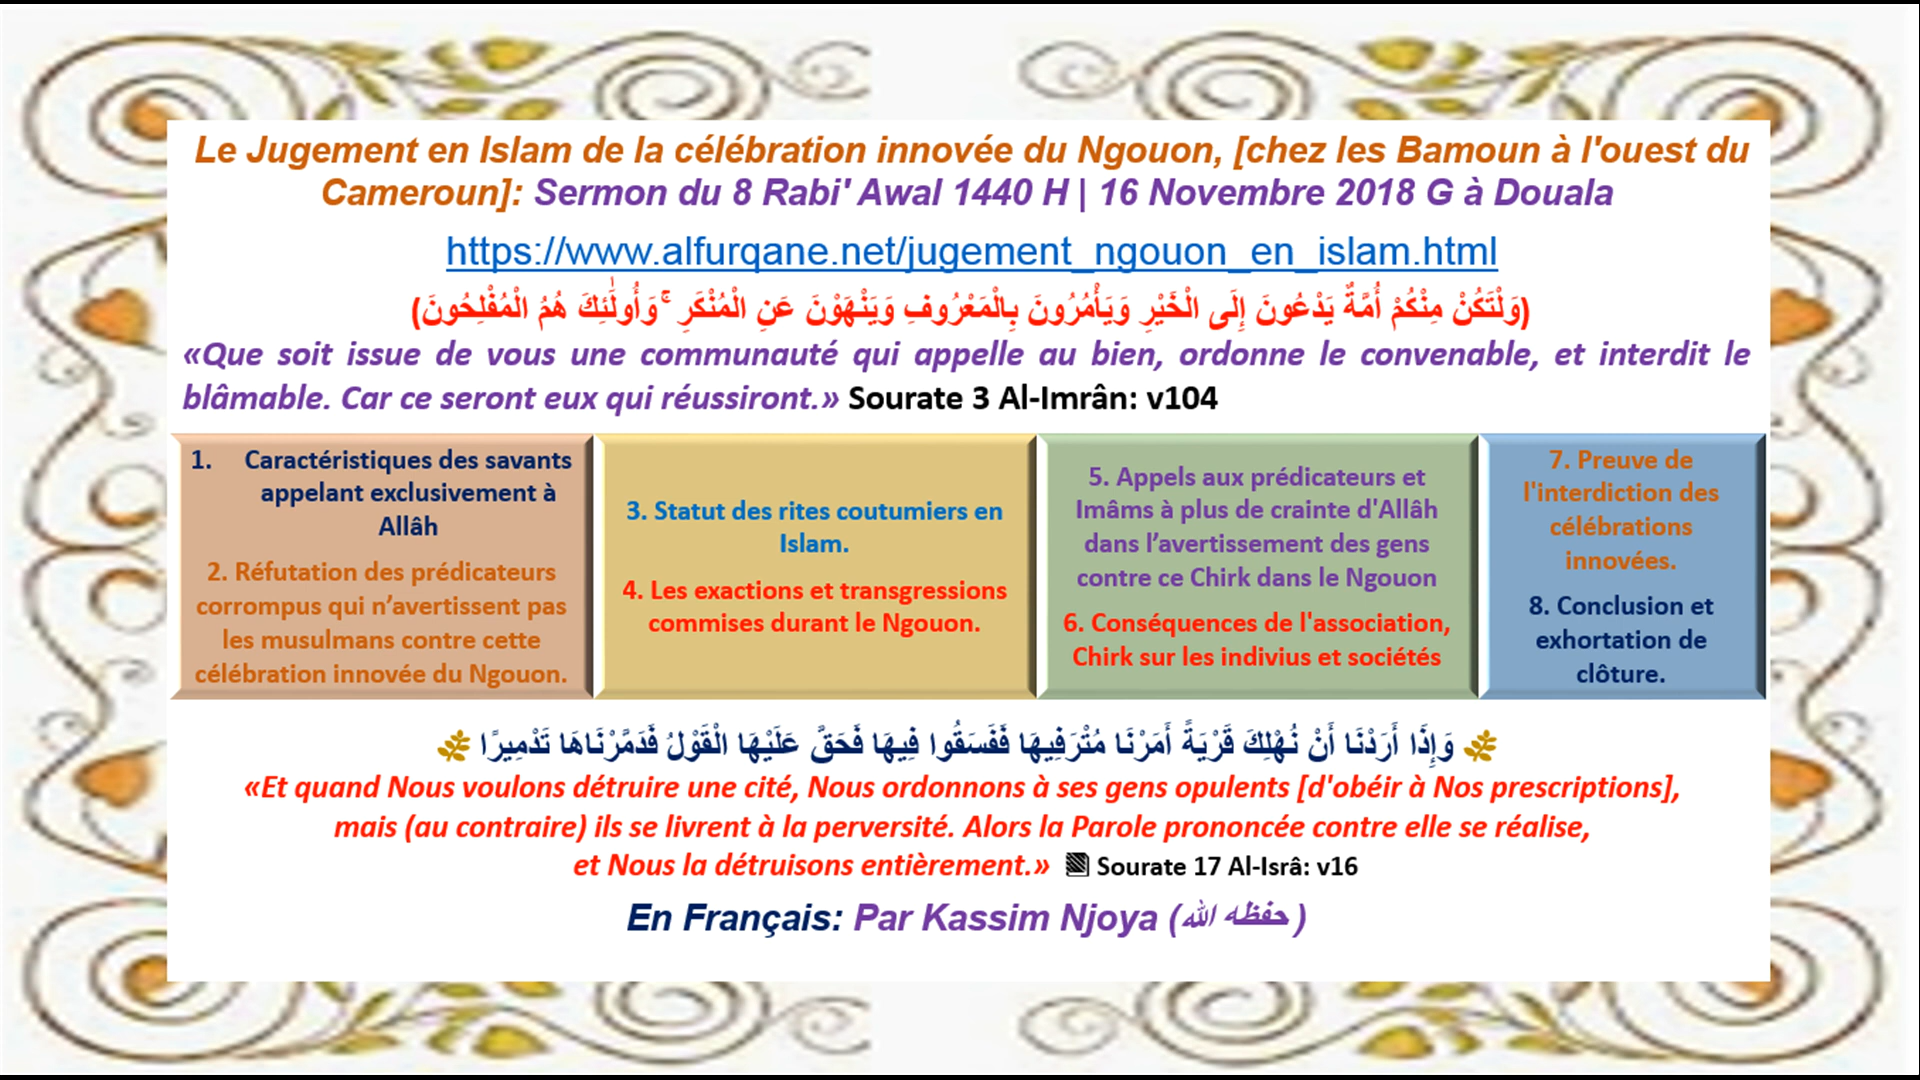 Le Jugement en Islam de la célébration innovée du Ngouon, [chez les Bamoun à l'ouest du
Cameroun]: Sermon du 8 Rabi' Awal 1440 H | 16 Novembre 2018 G à Douala
https://www.alfurqane.net/jugement_ngouon_en_islam.html
(وَلْتَكُنْ مِنْكُمْ أُمَّةٌ يَدْعُونَ إِلَى الْخَيْرِ وَيَأْمُرُونَ بِالْمَعْرُوفِ وَيَنْهَوْنَ عَنِ الْمُنْكَرِ ۚ وَأُولَٰئِكَ هُمُ الْمُفْلِحُونَ)
«Que soit issue de vous une communauté qui appelle au bien, ordonne le convenable, et interdit le
blâmable. Car ce seront eux qui réussiront.» Sourate 3 Al-Imrân: v104
1. Caractéristiques des savants
appelant exclusivement à
Allâh
2. Réfutation des prédicateurs
corrompus qui n’avertissent pas
les musulmans contre cette
célébration innovée du Ngouon.
3. Statut des rites coutumiers en
Islam.
4. Les exactions et transgressions
commises durant le Ngouon.
5. Appels aux prédicateurs et
Imâms à plus de crainte d'Allâh
dans l’avertissement des gens
contre ce Chirk dans le Ngouon
6. Conséquences de l'association,
Chirk sur les indivius et sociétés
7. Preuve de
l'interdiction des
célébrations
innovées.
8. Conclusion et
exhortation de
clôture.
وَإِذَا أَرَدْنَا أَنْ نُهْلِكَ قَرْيَةً أَمَرْنَا مُتْرَفِيهَا فَفَسَقُوا فِيهَا فَحَقَّ عَلَيْهَا الْقَوْلُ فَدَمَّرْنَاهَا تَدْمِيرًا
«Et quand Nous voulons détruire une cité, Nous ordonnons à ses gens opulents [d'obéir à Nos prescriptions],
mais (au contraire) ils se livrent à la perversité. Alors la Parole prononcée contre elle se réalise,
et Nous la détruisons entièrement.» Sourate 17 Al-Isrâ: v16
En Français: Par Kassim Njoya (حفظه الله)